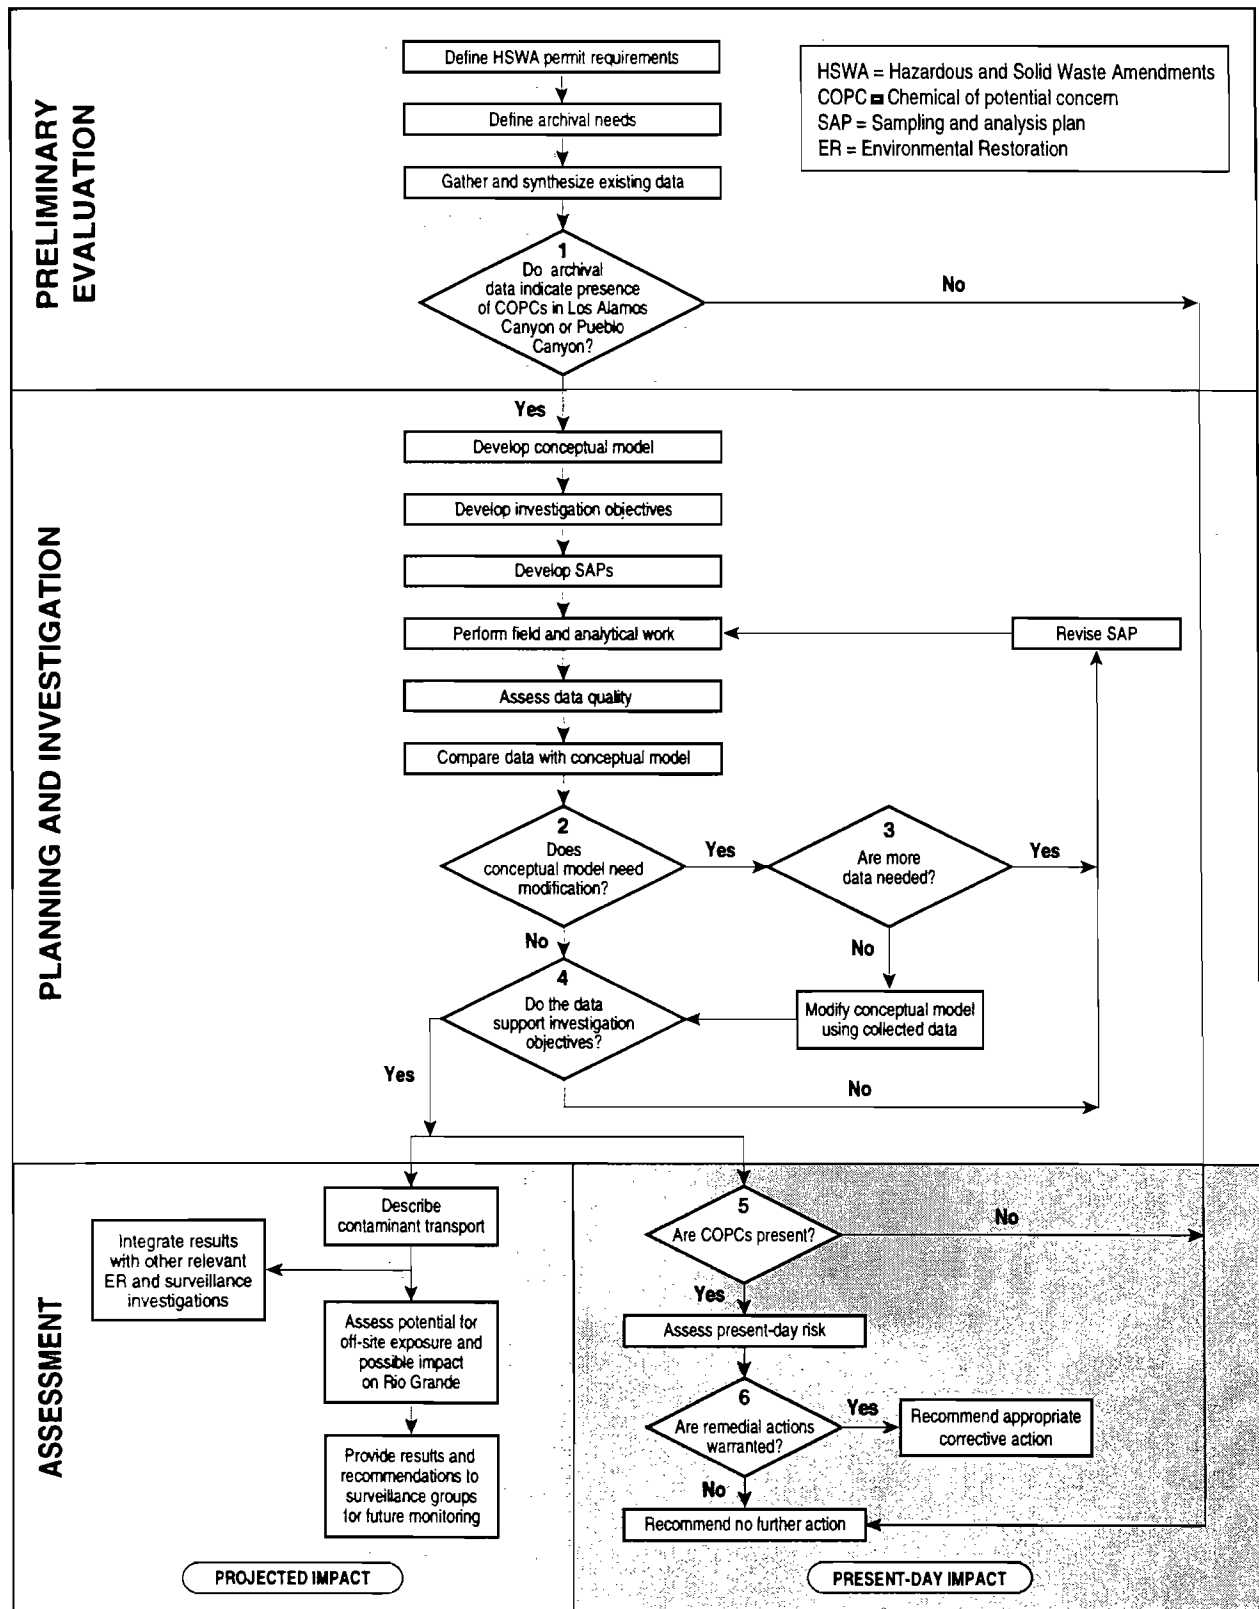 PRELIMINARY
EVALUATION
Define HSWA permit requirements
Define archival needs
Gather and synthesize existing data
1
Do archival
data indicate presence
of COPCs in Los Alamos
Canyon or Pueblo
Canyon?
No
HSWA = Hazardous and Solid Waste Amendments
COPC = Chemical of potential concern
SAP = Sampling and analysis plan
ER = Environmental Restoration
PLANNING AND INVESTIGATION
Yes
Develop conceptual model
Develop investigation objectives
Develop SAPs
Perform field and analytical work
Revise SAP
Assess data quality
Compare data with conceptual model
2
Does
conceptual model need
modification?
Yes
3
Are more
data needed?
Yes
No
No
4
Do the data
support investigation
objectives?
Modify conceptual model
using collected data
Yes
No
ASSESSMENT
Describe
contaminant transport
Integrate results
with other relevant
ER and surveillance
investigations
Assess potential for
off-site exposure and
possible impact
on Rio Grande
Provide results and
recommendations to
surveillance groups
for future monitoring
PROJECTED IMPACT
5
Are COPCs present?
No
Yes
Assess present-day risk
6
Are remedial actions
warranted?
Yes
Recommend appropriate
corrective action
No
Recommend no further action
PRESENT-DAY IMPACT